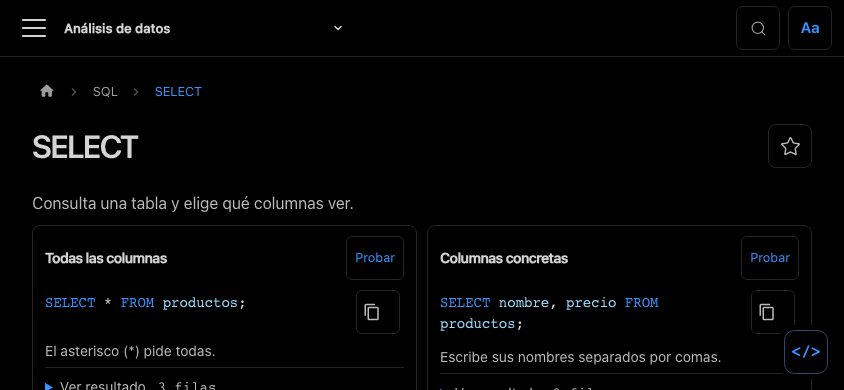 Análisis de datos
Aa
SQL
SELECT
SELECT
Consulta una tabla y elige qué columnas ver.
Todas las columnas
Probar
SELECT * FROM productos;
El asterisco (*) pide todas.
Ver resultado 3 filas
Columnas concretas
Probar
SELECT nombre, precio FROM
productos;
Escribe sus nombres separados por comas.
</>